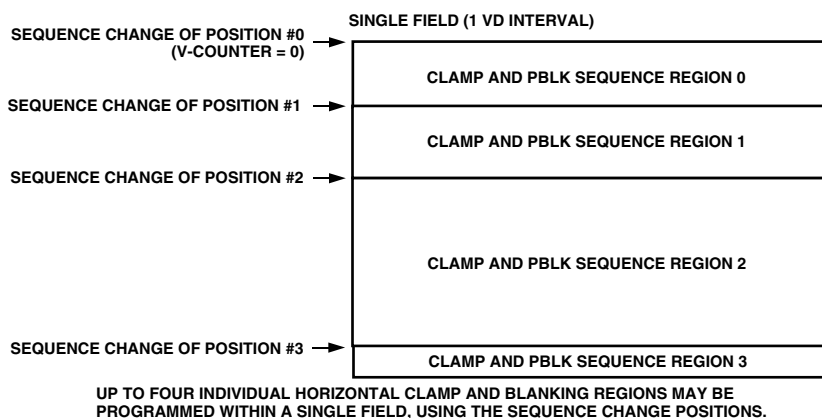 SINGLE FIELD (1 VD INTERVAL)
SEQUENCE CHANGE OF POSITION #0
(V-COUNTER = 0)
CLAMP AND PBLK SEQUENCE REGION 0
SEQUENCE CHANGE OF POSITION #1
CLAMP AND PBLK SEQUENCE REGION 1
SEQUENCE CHANGE OF POSITION #2
CLAMP AND PBLK SEQUENCE REGION 2
SEQUENCE CHANGE OF POSITION #3
CLAMP AND PBLK SEQUENCE REGION 3
UP TO FOUR INDIVIDUAL HORIZONTAL CLAMP AND BLANKING REGIONS MAY BE
PROGRAMMED WITHIN A SINGLE FIELD, USING THE SEQUENCE CHANGE POSITIONS.